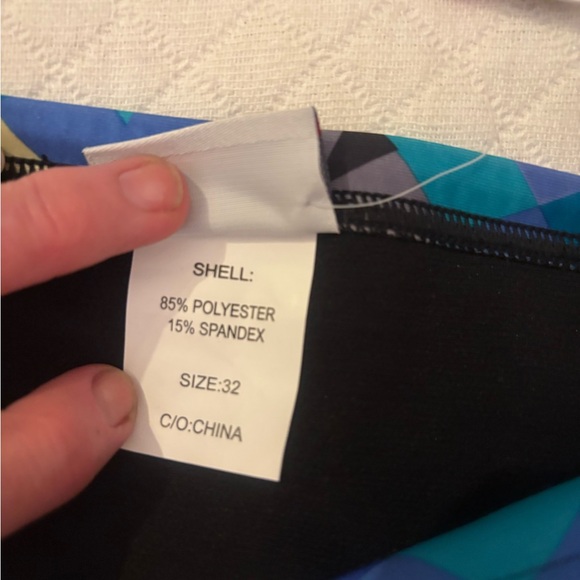 SHELL:
85% POLYESTER
15% SPANDEX
SIZE:32
C/O:CHINA